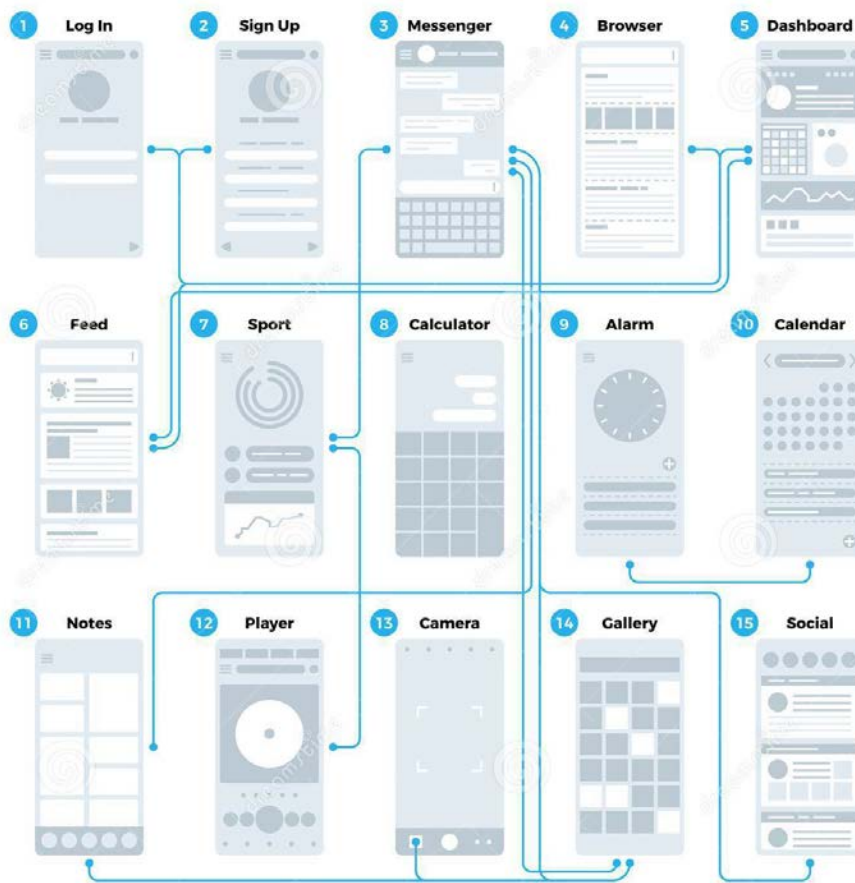 1 Log In
2 Sign Up
3 Messenger
4 Browser
5 Dashboard
6 Feed
7 Sport
8 Calculator
9 Alarm
10 Calendar
11 Notes
12 Player
13 Camera
14 Gallery
15 Social